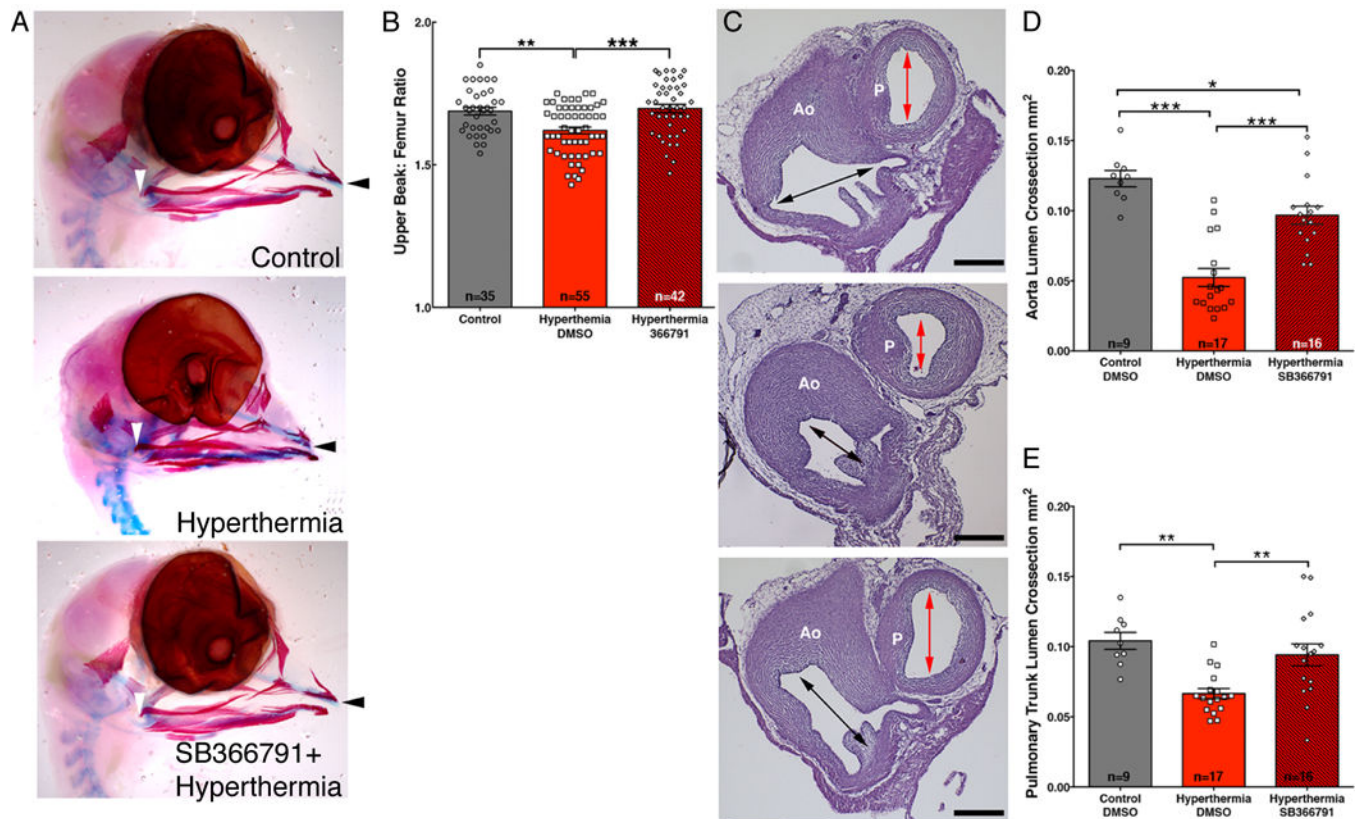 A
Control
Hyperthermia
SB366791+
Hyperthermia
B
Upper Beak: Femur Ratio
2.0
1.5
1.0
**
***
n=35
n=55
n=42
Control
Hyperthermia
DMSO
Hyperthermia
366791
C
Ao
P
Ao
P
*
Ao
P
D
Aorta Lumen Crossection mm²
0.20
0.15
0.10
0.05
0.00
*
***
***
n=9
n=17
n=16
Control
DMSO
Hyperthermia
DMSO
Hyperthermia
SB366791
E
Pulmonary Trunk Lumen Crossection mm²
0.20
0.15
0.10
0.05
0.00
**
**
n=9
n=17
n=16
Control
DMSO
Hyperthermia
DMSO
Hyperthermia
SB366791